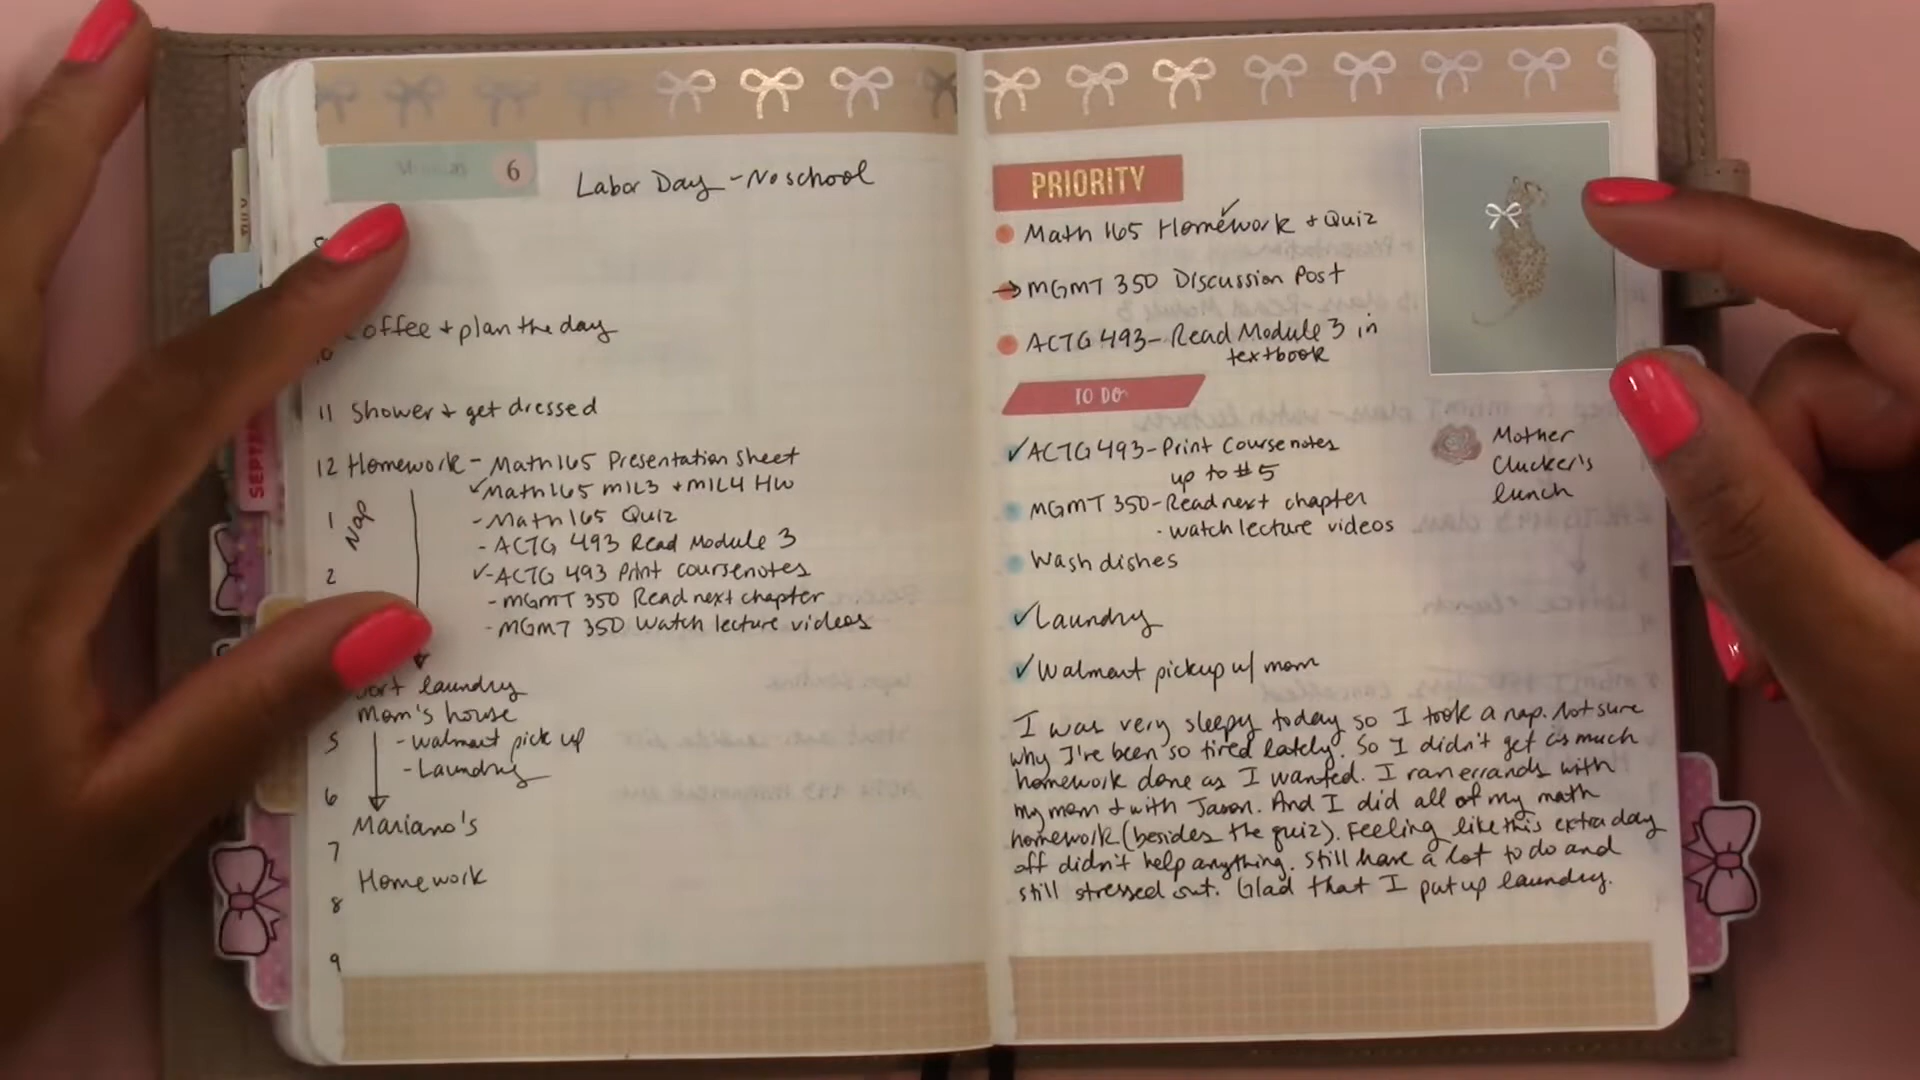 6
Labor Day - No school
offee + plan the day
11 Shower + get dressed
12 Homework - Math 165 Presentation Sheet
✓Math 165 M1L3 + M1L4 HW
1 Nap
- Math 165 Quiz
- ACTG 493 Read Module 3
2
✓-ACTG 493 Print coursenotes
- MGMT 350 Read next chapter
- MGMT 350 Watch lecture videos
laundry
Mom's house
5
- Walmart pick up
- Laundry
6
Mariano's
7
Homework
8
9
SEPTE
PRIORITY
Math 165 Homework ✓ + Quiz
→ MGMT 350 Discussion Post
ACTG 493 - Read Module 3 in
textbook
TO DO
✓ACTG 493 - Print Coursenotes
up to #5
MGMT 350 - Read next chapter
- watch lecture videos
Wash dishes
✓Laundry
✓Walmart pickup w/ mom
Mother
Clucker's
lunch
I was very sleepy today so I took a nap. Not sure
why I've been so tired lately. So I didn't get as much
homework done as I wanted. I ran errands with
my mom + with Jason. And I did all of my math
homework (besides the quiz). Feeling like this extra day
off didn't help anything. Still have a lot to do and
still stressed out. Glad that I put up laundry.